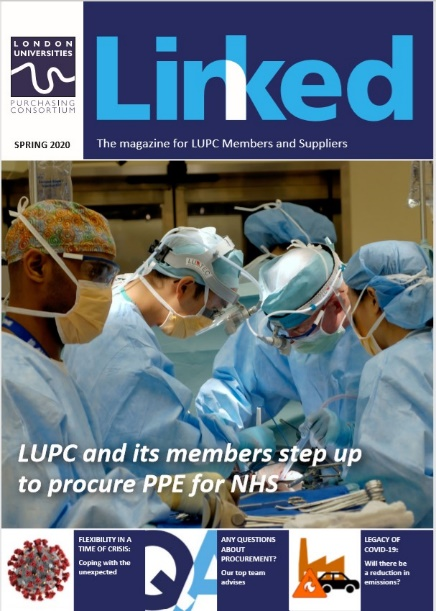 LONDON
UNIVERSITIES
PURCHASING
CONSORTIUM
SPRING 2020
Linked
The magazine for LUPC Members and Suppliers
LUPC and its members step up
to procure PPE for NHS
FLEXIBILITY IN A
TIME OF CRISIS:
Coping with the
unexpected
QA
ANY QUESTIONS
ABOUT
PROCUREMENT?
Our top team
advises
LEGACY OF
COVID-19:
Will there be
a reduction in
emissions?